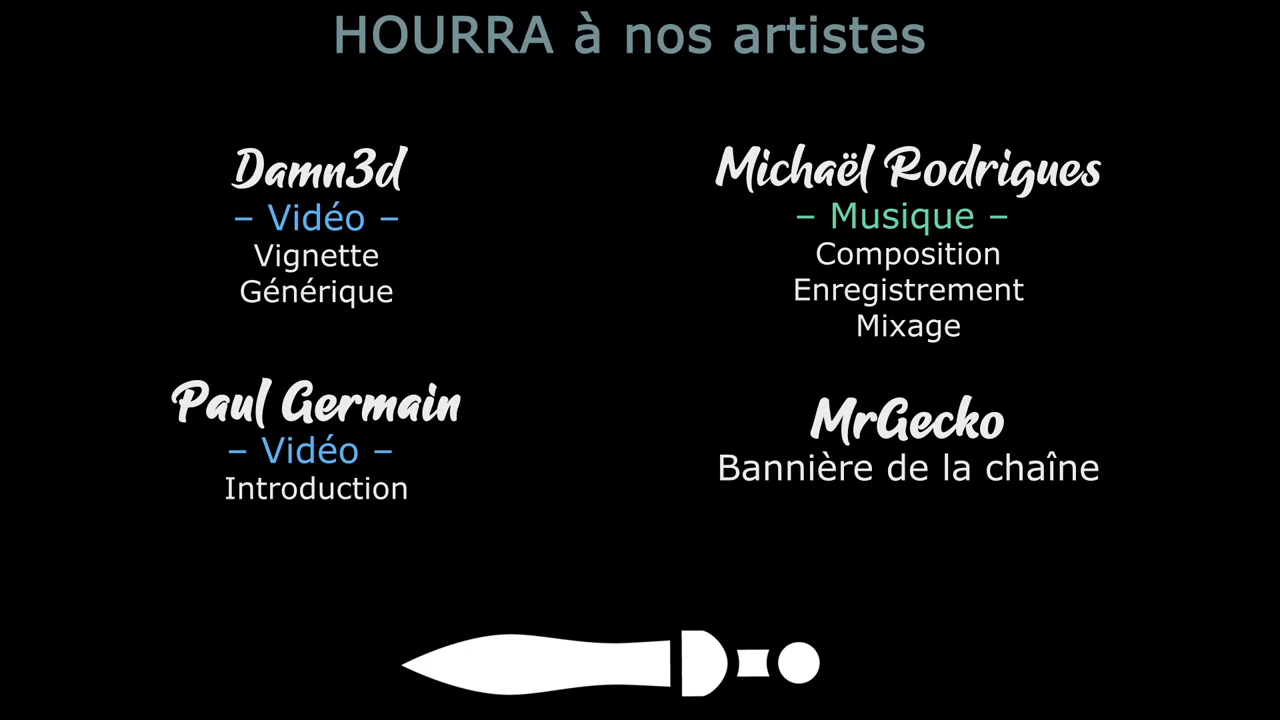 HOURRA à nos artistes
Damn3d
– Vidéo –
Vignette
Générique
Michaël Rodrigues
– Musique –
Composition
Enregistrement
Mixage
Paul Germain
– Vidéo –
Introduction
MrGecko
Bannière de la chaîne